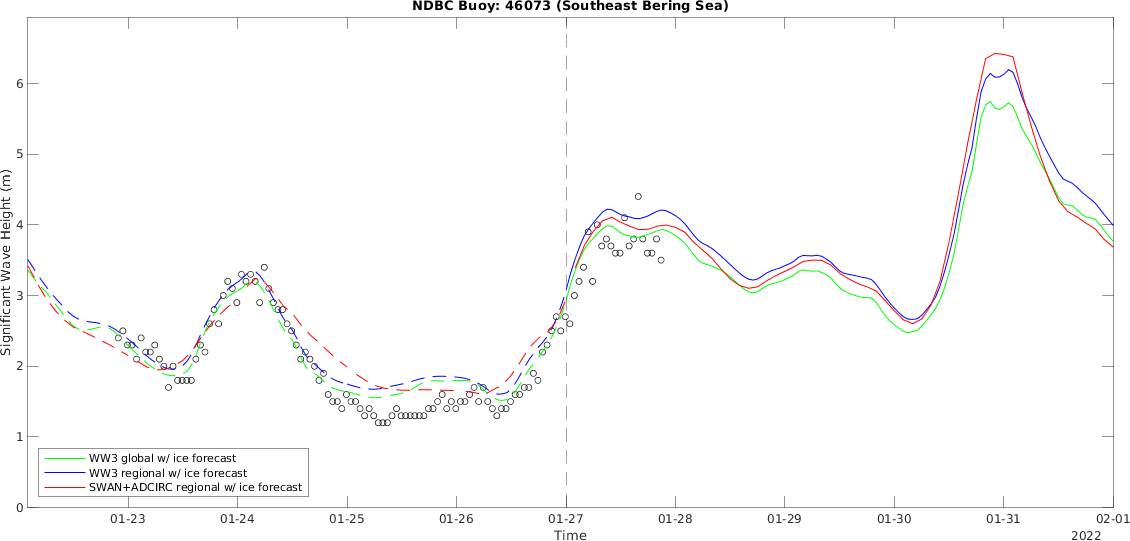 NDBC Buoy: 46073 (Southeast Bering Sea)
Significant Wave Height (m)
6
5
4
3
2
1
0
WW3 global w/ ice forecast
WW3 regional w/ ice forecast
SWAN+ADCIRC regional w/ ice forecast
01-23 01-24 01-25 01-26 01-27 01-28 01-29 01-30 01-31 02-01
Time
2022